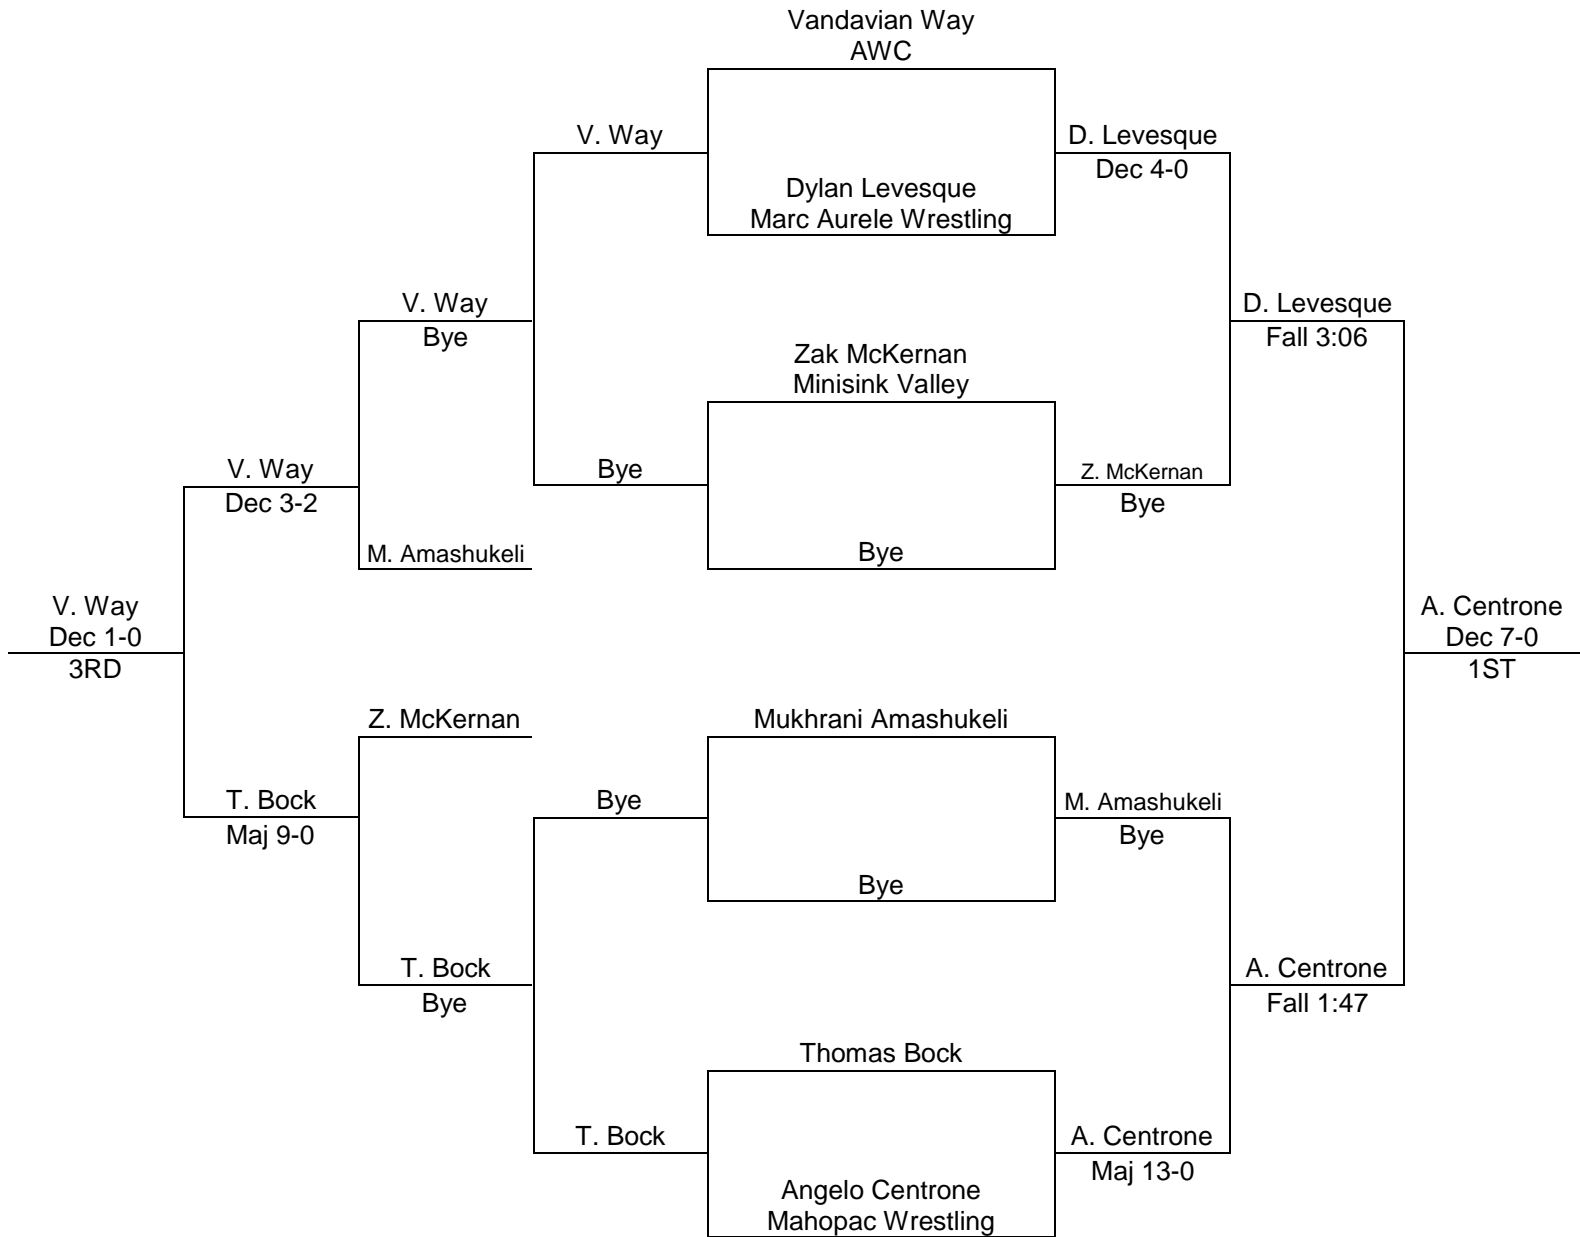 Vandavian Way
AWC
V. Way
D. Levesque
Dec 4-0
Dylan Levesque
Marc Aurele Wrestling
V. Way
Bye
D. Levesque
Fall 3:06
Zak McKernan
Minisink Valley
V. Way
Dec 3-2
Bye
Z. McKernan
Bye
M. Amashukeli
Bye
V. Way
Dec 1-0
3RD
A. Centrone
Dec 7-0
1ST
Z. McKernan
Mukhrani Amashukeli
T. Bock
Maj 9-0
Bye
M. Amashukeli
Bye
Bye
T. Bock
Bye
A. Centrone
Fall 1:47
Thomas Bock
T. Bock
A. Centrone
Maj 13-0
Angelo Centrone
Mahopac Wrestling